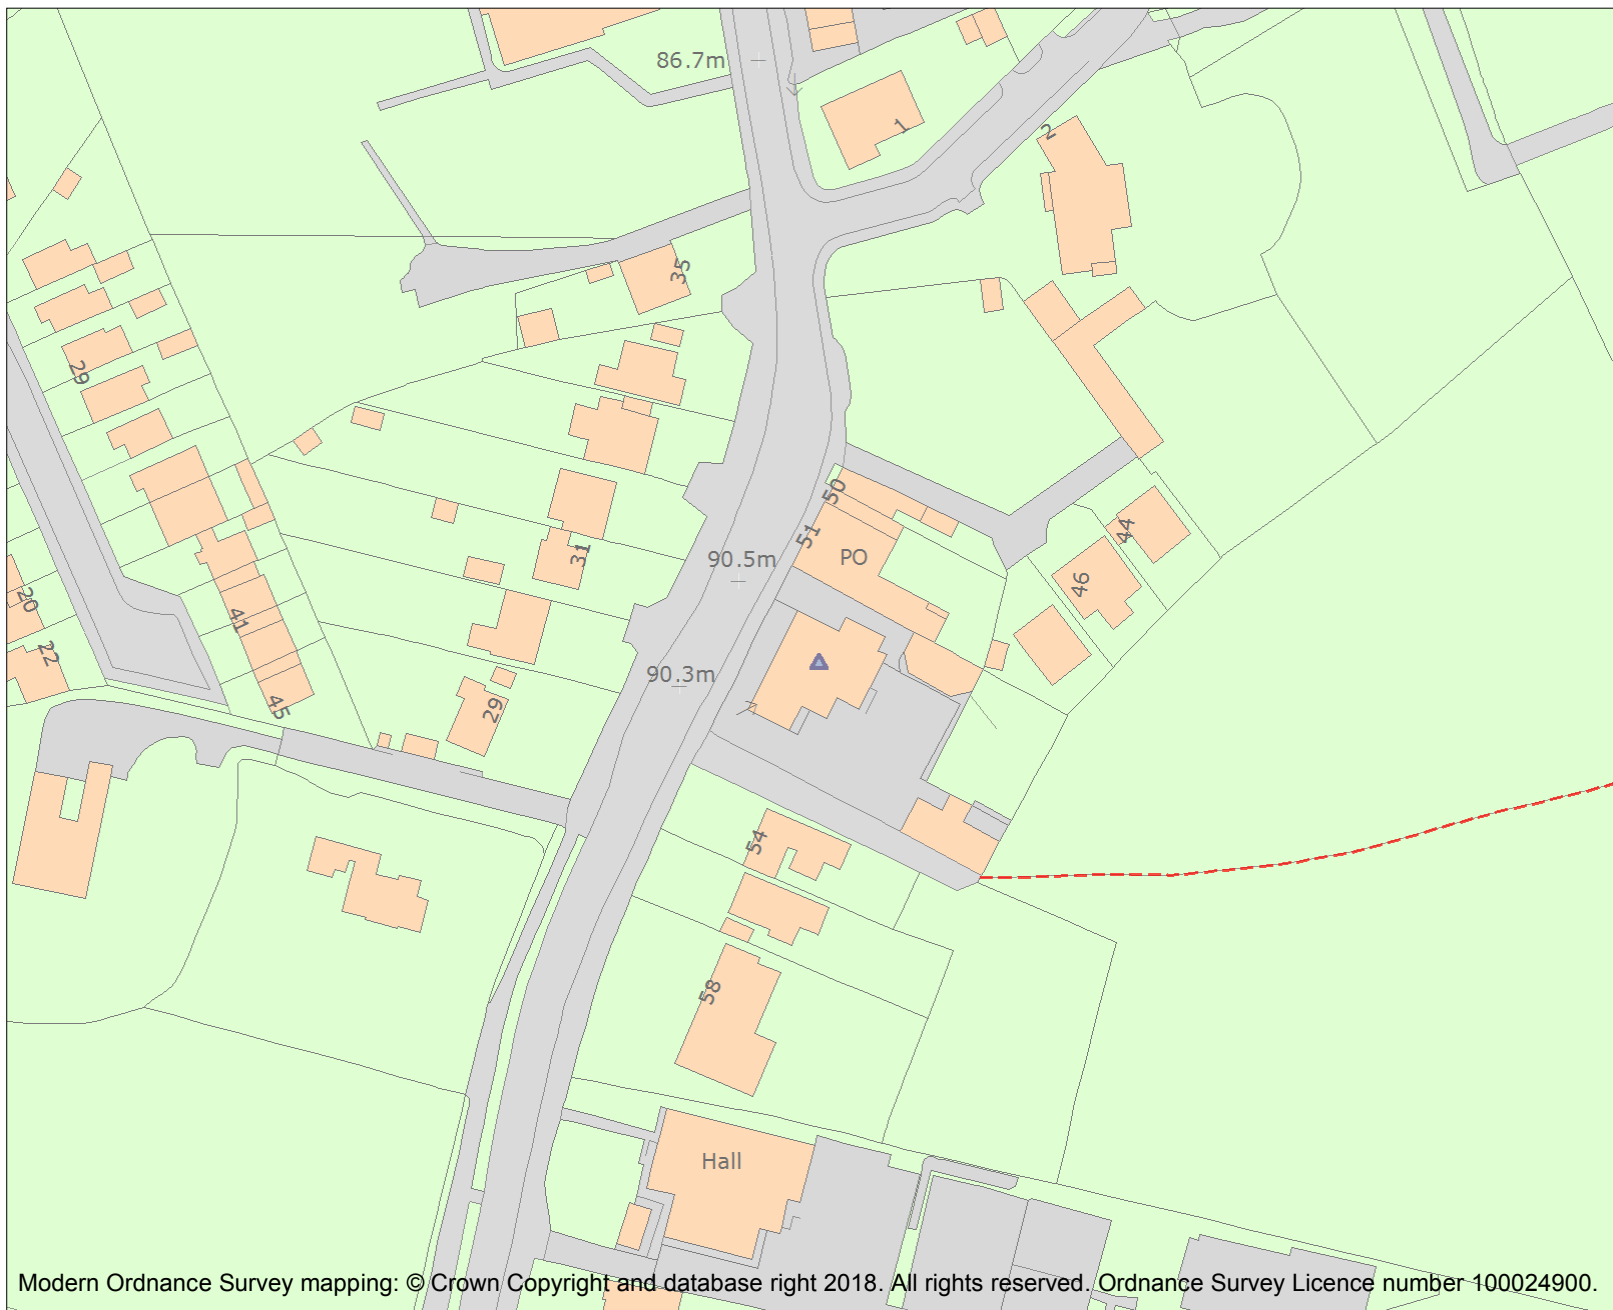 86.7m
1
2
35
29
50
51
PO
44
31
90.5m
46
20
41
22
90.3m
45
29
54
58
Hall
Modern Ordnance Survey mapping: © Crown Copyright and database right 2018. All rights reserved. Ordnance Survey Licence number 100024900.